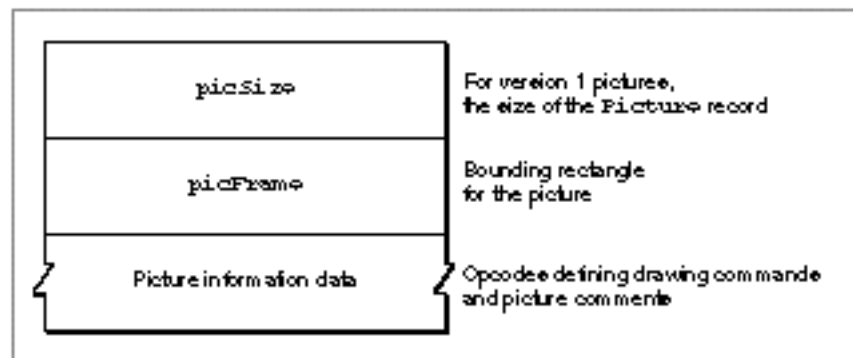 picSize
For version 1 pictures,
the size of the Picture record
picFrame
Bounding rectangle
for the picture
Picture information data
Opcodes defining drawing commands
and picture comments